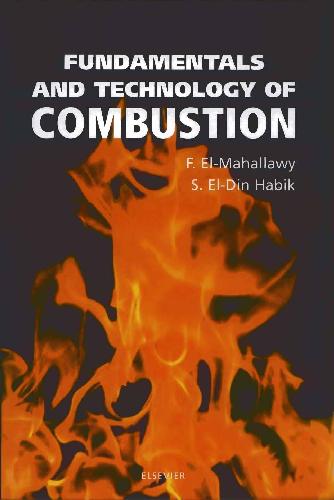 FUNDAMENTALS
AND TECHNOLOGY OF
COMBUSTION
F. El-Mahallawy
S. El-Din Habik
ELSEVIER